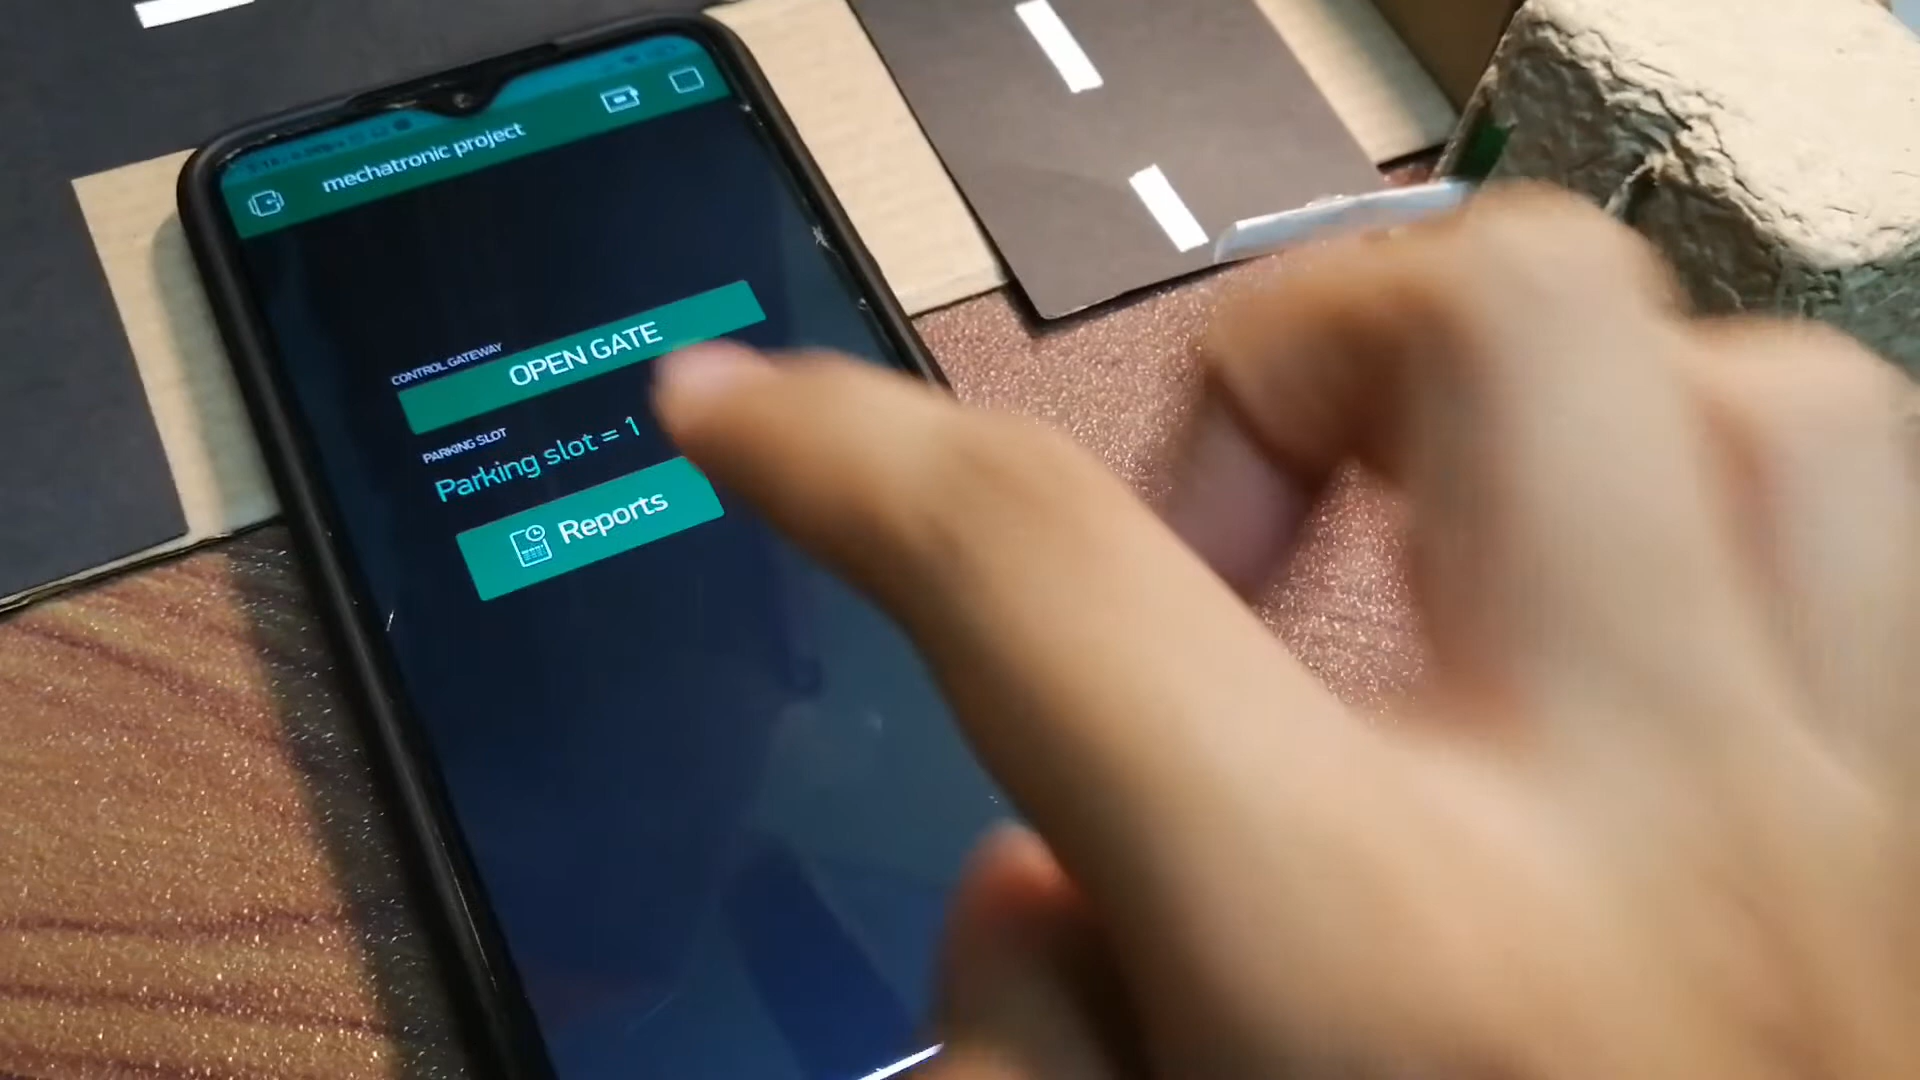 mechatronic project
CONTROL GATEWAY
OPEN GATE
PARKING SLOT
Parking slot = 1
Reports